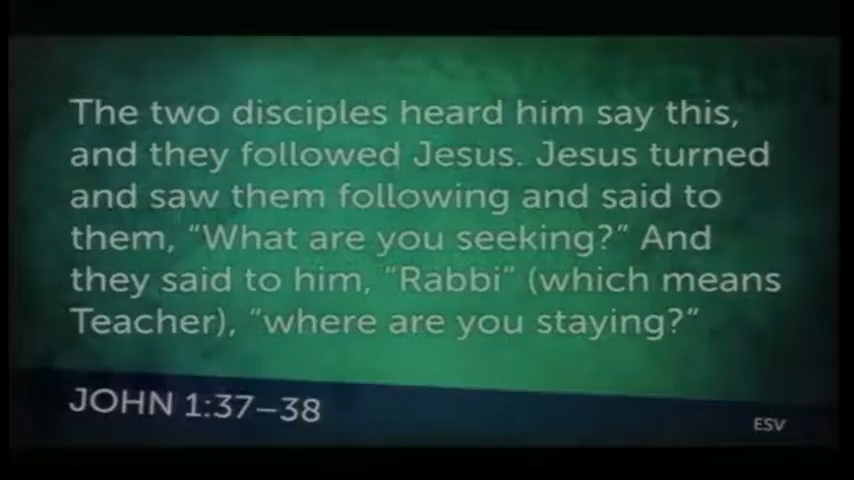 The two disciples heard him say this,
and they followed Jesus. Jesus turned
and saw them following and said to
them, “What are you seeking?” And
they said to him, “Rabbi” (which means
Teacher), “where are you staying?”
JOHN 1:37–38
ESV